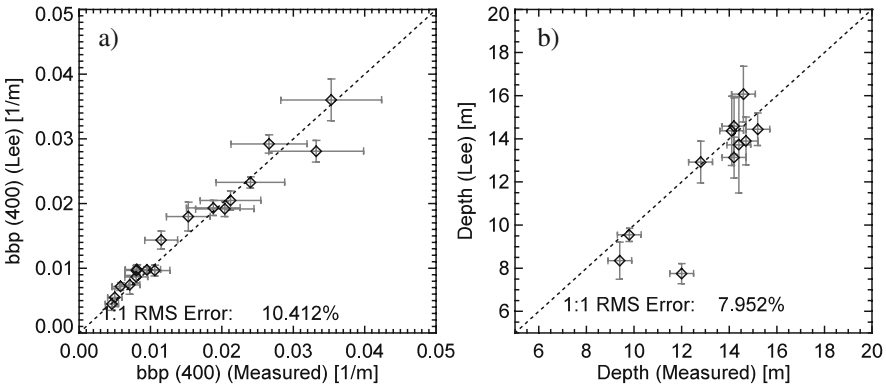 a)
0.05
0.04
0.03
0.02
0.01
0.00
bbp (400) (Lee) [1/m]
1:1 RMS Error: 10.412%
0.00 0.01 0.02 0.03 0.04 0.05
bbp (400) (Measured) [1/m]
b)
20
18
16
14
12
10
8
6
Depth (Lee) [m]
1:1 RMS Error: 7.952%
6 8 10 12 14 16 18 20
Depth (Measured) [m]